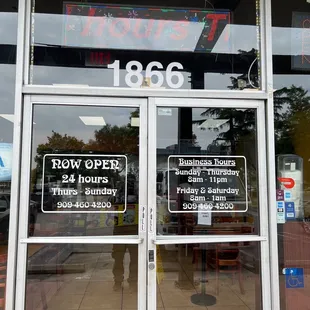 hours T.
1866
NOW OPEN
24 hours
Thurs - Sunday
909 460 4200
Business Hours
Sunday - Thursday
8am - 11pm
Friday & Saturday
8am - 1am
909 460 4200